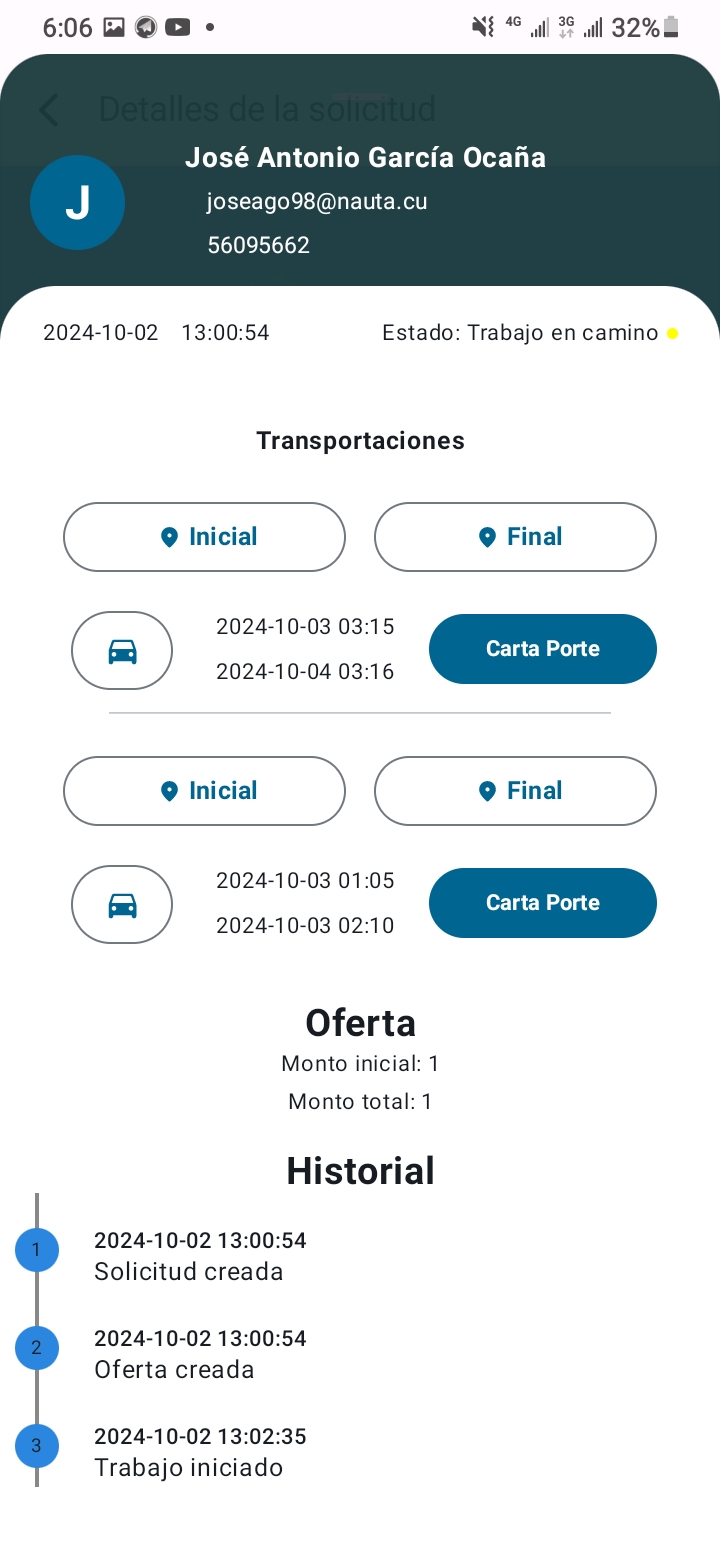 6:06 4G 3G 32%
Detalles de la solicitud
José Antonio García Ocaña
J
joseago98@nauta.cu
56095662
2024-10-02 13:00:54 Estado: Trabajo en camino
Transportaciones
Inicial Final
2024-10-03 03:15
Carta Porte
2024-10-04 03:16
Inicial Final
2024-10-03 01:05
Carta Porte
2024-10-03 02:10
Oferta
Monto inicial: 1
Monto total: 1
Historial
2024-10-02 13:00:54
1
Solicitud creada
2024-10-02 13:00:54
2
Oferta creada
2024-10-02 13:02:35
3
Trabajo iniciado